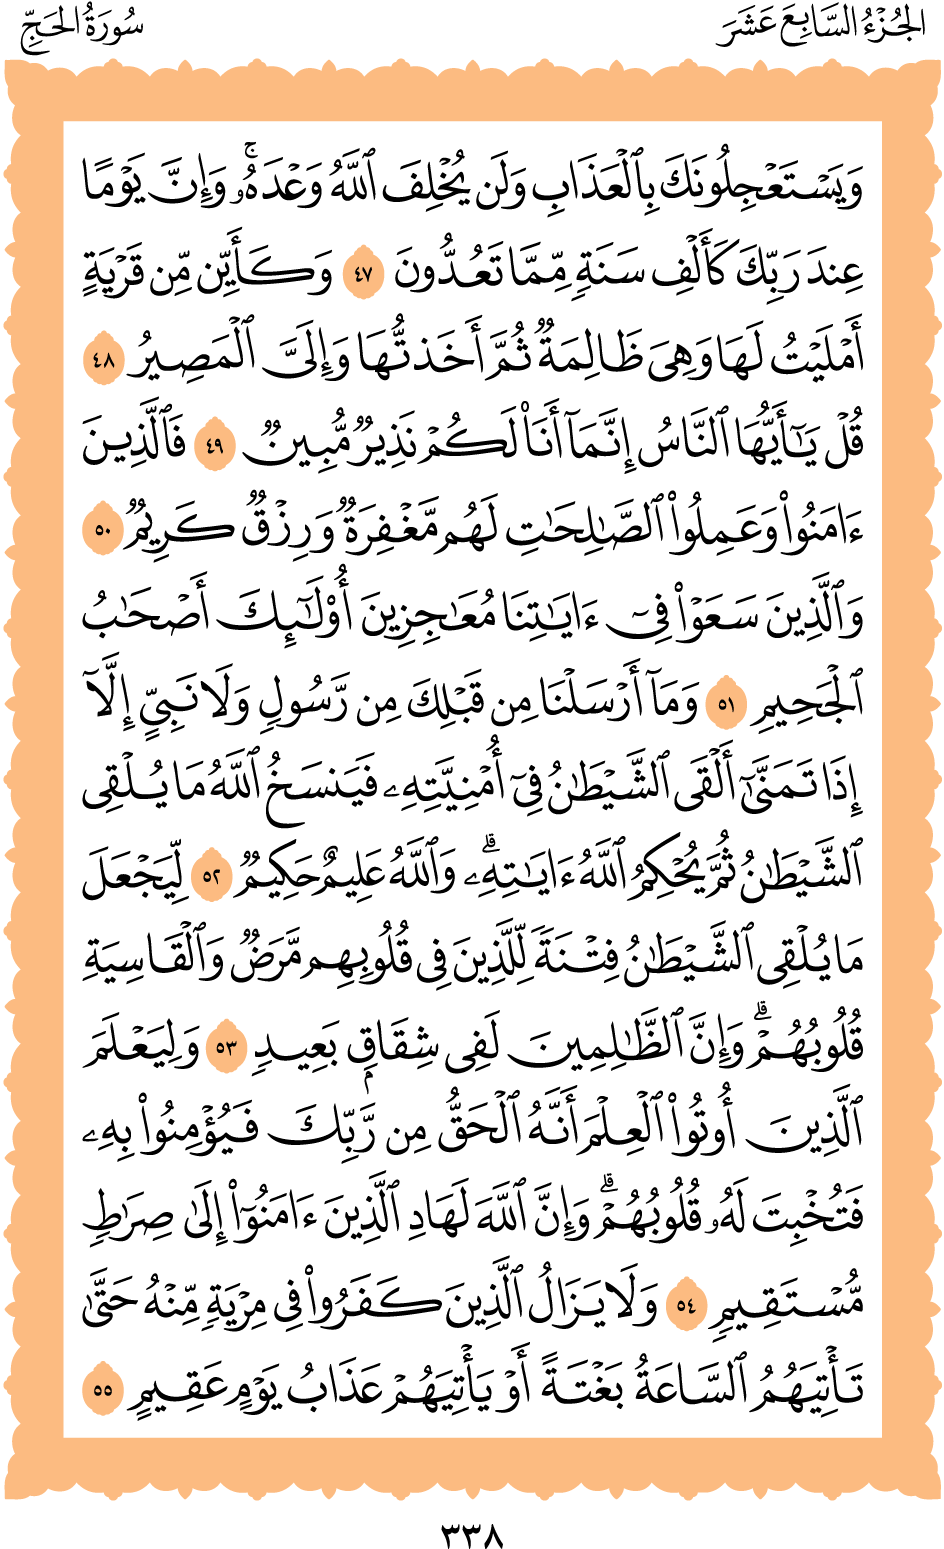 الجُزْءُ السَّابِعَ عَشَرَ
سُورَةُ الحَجِّ
وَيَسۡتَعۡجِلُونَكَ بِٱلۡعَذَابِ وَلَن يُخۡلِفَ ٱللَّهُ وَعۡدَهُۥۚ وَإِنَّ يَوۡمًا
عِندَ رَبِّكَ كَأَلۡفِ سَنَةٖ مِّمَّا تَعُدُّونَ ٤٧ وَكَأَيِّن مِّن قَرۡيَةٍ
أَمۡلَيۡتُ لَهَا وَهِيَ ظَالِمَةٞ ثُمَّ أَخَذتُّهَا وَإِلَيَّ ٱلۡمَصِيرُ ٤٨
قُلۡ يَٰٓأَيُّهَا ٱلنَّاسُ إِنَّمَآ أَنَا۠ لَكُمۡ نَذِيرٞ مُّبِينٞ ٤٩ فَٱلَّذِينَ
ءَامَنُواْ وَعَمِلُواْ ٱلصَّٰلِحَٰتِ لَهُم مَّغۡفِرَةٞ وَرِزۡقٞ كَرِيمٞ ٥٠
وَٱلَّذِينَ سَعَوۡاْ فِيٓ ءَايَٰتِنَا مُعَٰجِزِينَ أُوْلَٰٓئِكَ أَصۡحَٰبُ
ٱلۡجَحِيمِ ٥١ وَمَآ أَرۡسَلۡنَا مِن قَبۡلِكَ مِن رَّسُولٖ وَلَا نَبِيٍّ إِلَّآ
إِذَا تَمَنَّىٰٓ أَلۡقَى ٱلشَّيۡطَٰنُ فِيٓ أُمۡنِيَّتِهِۦ فَيَنسَخُ ٱللَّهُ مَا يُلۡقِي
ٱلشَّيۡطَٰنُ ثُمَّ يُحۡكِمُ ٱللَّهُ ءَايَٰتِهِۦۗ وَٱللَّهُ عَلِيمٌ حَكِيمٞ ٥٢ لِّيَجۡعَلَ
مَا يُلۡقِي ٱلشَّيۡطَٰنُ فِتۡنَةٗ لِّلَّذِينَ فِي قُلُوبِهِم مَّرَضٞ وَٱلۡقَاسِيَةِ
قُلُوبُهُمۡۗ وَإِنَّ ٱلظَّٰلِمِينَ لَفِي شِقَاقِۭ بَعِيدٖ ٥٣ وَلِيَعۡلَمَ
ٱلَّذِينَ أُوتُواْ ٱلۡعِلۡمَ أَنَّهُ ٱلۡحَقُّ مِن رَّبِّكَ فَيُؤۡمِنُواْ بِهِۦ
فَتُخۡبِتَ لَهُۥ قُلُوبُهُمۡۗ وَإِنَّ ٱللَّهَ لَهَادِ ٱلَّذِينَ ءَامَنُوٓاْ إِلَىٰ صِرَٰطٖ
مُّسۡتَقِيمٖ ٥٤ وَلَا يَزَالُ ٱلَّذِينَ كَفَرُواْ فِي مِرۡيَةٖ مِّنۡهُ حَتَّىٰ
تَأۡتِيَهُمُ ٱلسَّاعَةُ بَغۡتَةً أَوۡ يَأۡتِيَهُمۡ عَذَابُ يَوۡمٍ عَقِيمٍ ٥٥
٣٣٨